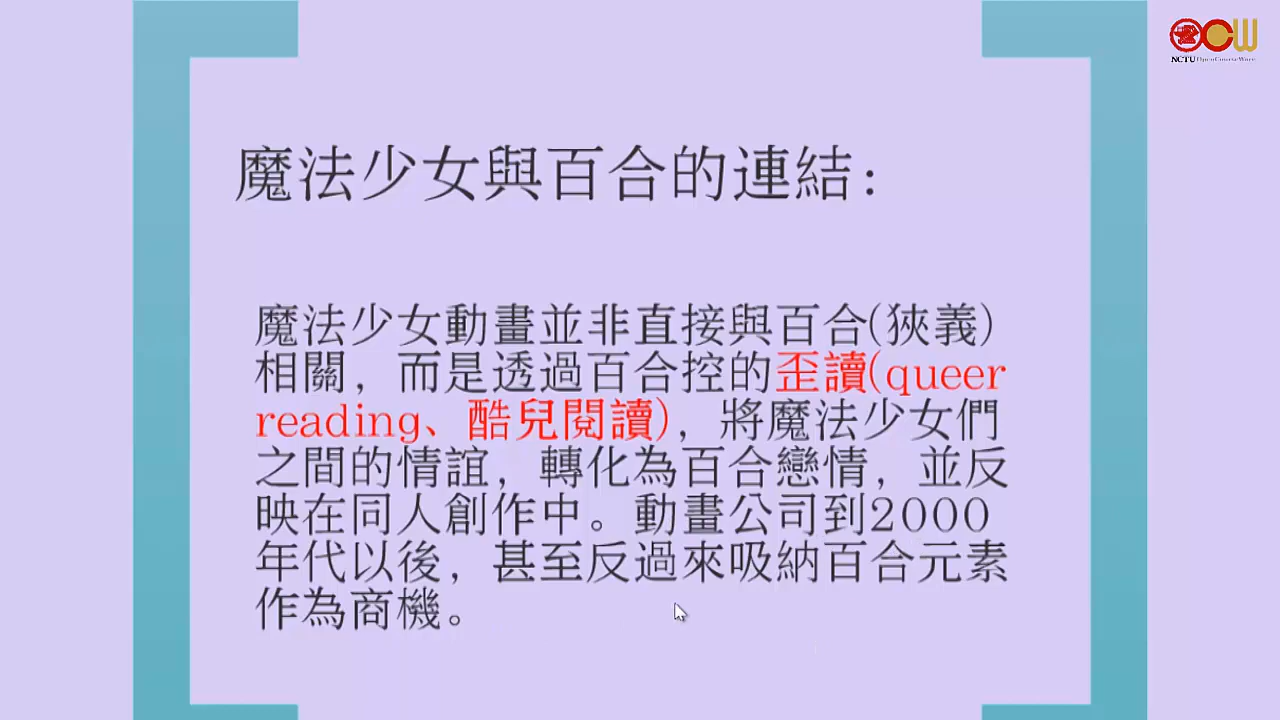 NCTU OpenCourseWare
魔法少女與百合的連結:
魔法少女動畫並非直接與百合(狹義)
相關，而是透過百合控的歪讀(queer
reading、酷兒閱讀)，將魔法少女們
之間的情誼，轉化為百合戀情，並反
映在同人創作中。動畫公司到2000
年代以後，甚至反過來吸納百合元素
作為商機。